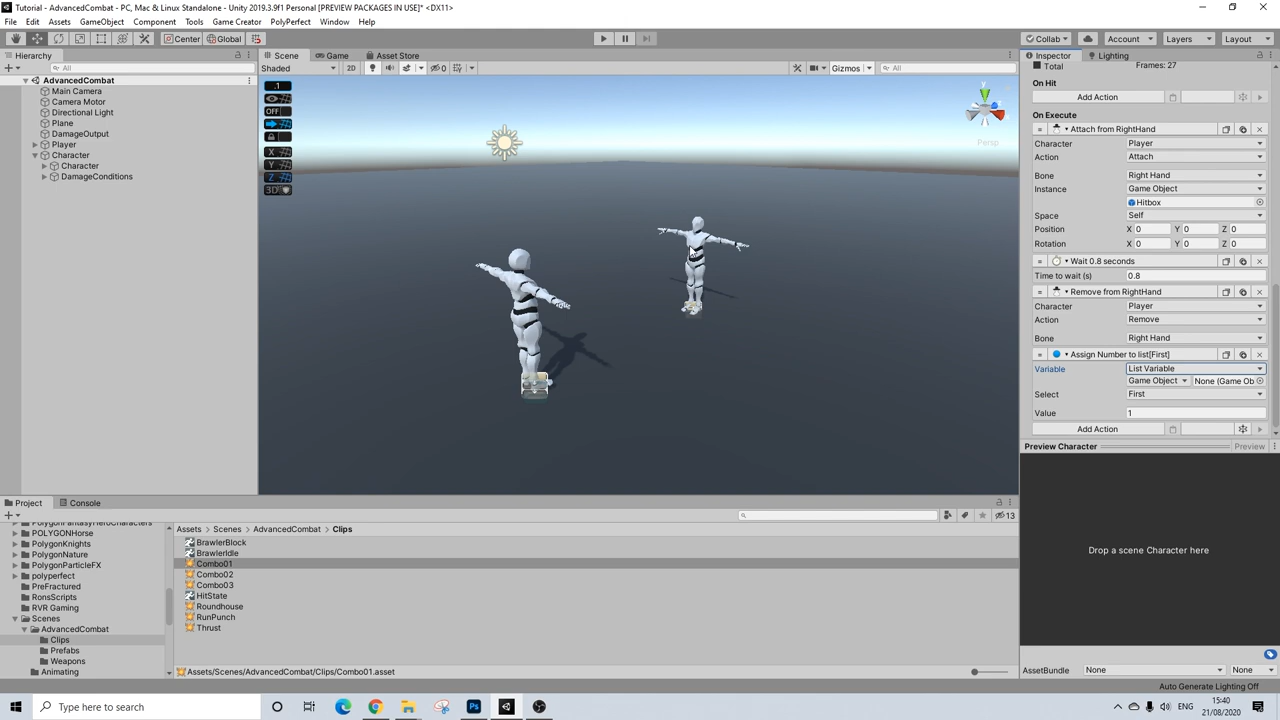 Tutorial - AdvancedCombat - PC, Mac & Linux Standalone - Unity 2019.3.9f1 Personal [PREVIEW PACKAGES IN USE]* <DX11>
File Edit Assets GameObject Component Tools Game Creator PolyPerfect Window Help
Center Global Collab Account Layers Layout
Hierarchy Scene Game Asset Store Inspector Lighting
All Shaded 2D 0 Gizmos All Total Frames: 27
AdvancedCombat
Main Camera
Camera Motor
Directional Light
Plane
DamageOutput
Player
Character
Character
DamageConditions
.1
OFF
X
Y
Z
3D
y
Persp
On Hit
Add Action
On Execute
Attach from RightHand
Character Player
Action Attach
Bone Right Hand
Instance Game Object
Hitbox
Space Self
Position X 0 Y 0 Z 0
Rotation X 0 Y 0 Z 0
Wait 0.8 seconds
Time to wait (s) 0.8
Remove from RightHand
Character Player
Action Remove
Bone Right Hand
Assign Number to list[First]
Variable List Variable
Game Object None (Game Ob
Select First
Value 1
Add Action
Preview Character Preview
Drop a scene Character here
AssetBundle None None
Auto Generate Lighting Off
Project Console
13
PolygonFantasyHeroCharacters
POLYGONHorse
PolygonKnights
PolygonNature
PolygonParticleFX
polyperfect
PreFractured
RonsScripts
RVR Gaming
Scenes
AdvancedCombat
Clips
Prefabs
Weapons
Animating
Assets > Scenes > AdvancedCombat > Clips
BrawlerBlock
BrawlerIdle
Combo01
Combo02
Combo03
HitState
Roundhouse
RunPunch
Thrust
Assets/Scenes/AdvancedCombat/Clips/Combo01.asset
Type here to search
ENG
15:40
21/08/2020